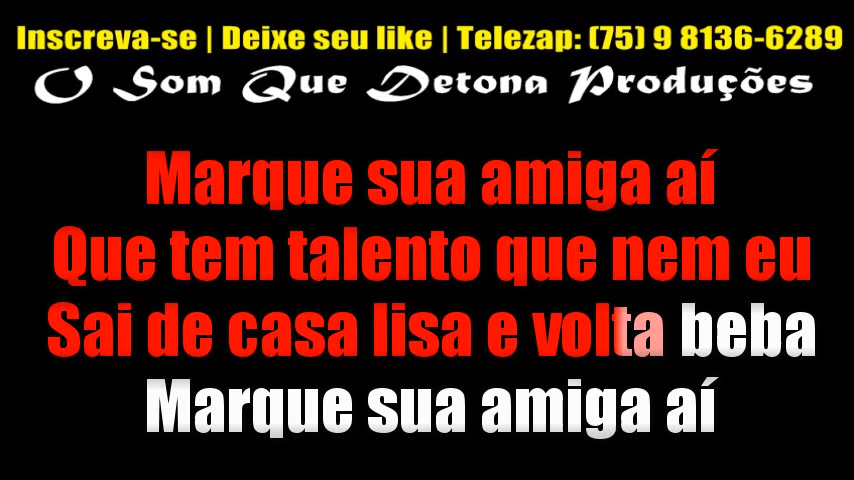 Inscreva-se | Deixe seu like | Telezap: (75) 9 8136-6289
O Som Que Detona Produções
Marque sua amiga aí
Que tem talento que nem eu
Sai de casa lisa e volta beba
Marque sua amiga aí